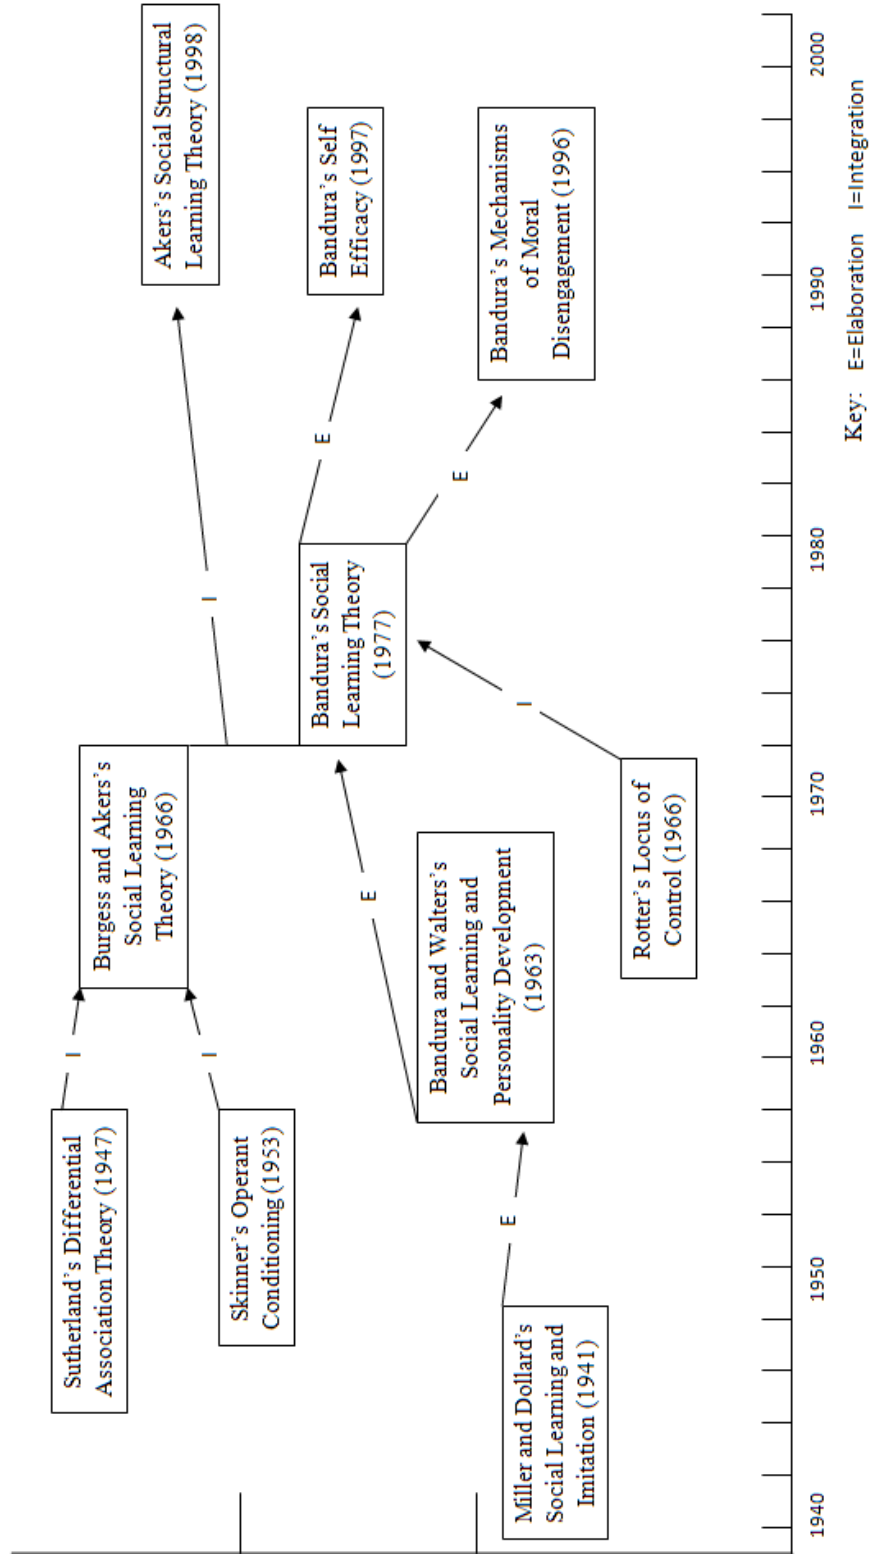 Sutherland's Differential
Association Theory (1947)
Skinner's Operant
Conditioning (1953)
Miller and Dollard's
Social Learning and
Imitation (1941)
I
I
E
Burgess and Akers's
Social Learning
Theory (1966)
Bandura and Walters's
Social Learning and
Personality Development
(1963)
Rotter's Locus of
Control (1966)
E
I
I
Bandura's Social
Learning Theory
(1977)
E
E
Akers's Social Structural
Learning Theory (1998)
Bandura's Self
Efficacy (1997)
Bandura's Mechanisms
of Moral
Disengagement (1996)
1940 1950 1960 1970 1980 1990 2000
Key: E=Elaboration I=Integration